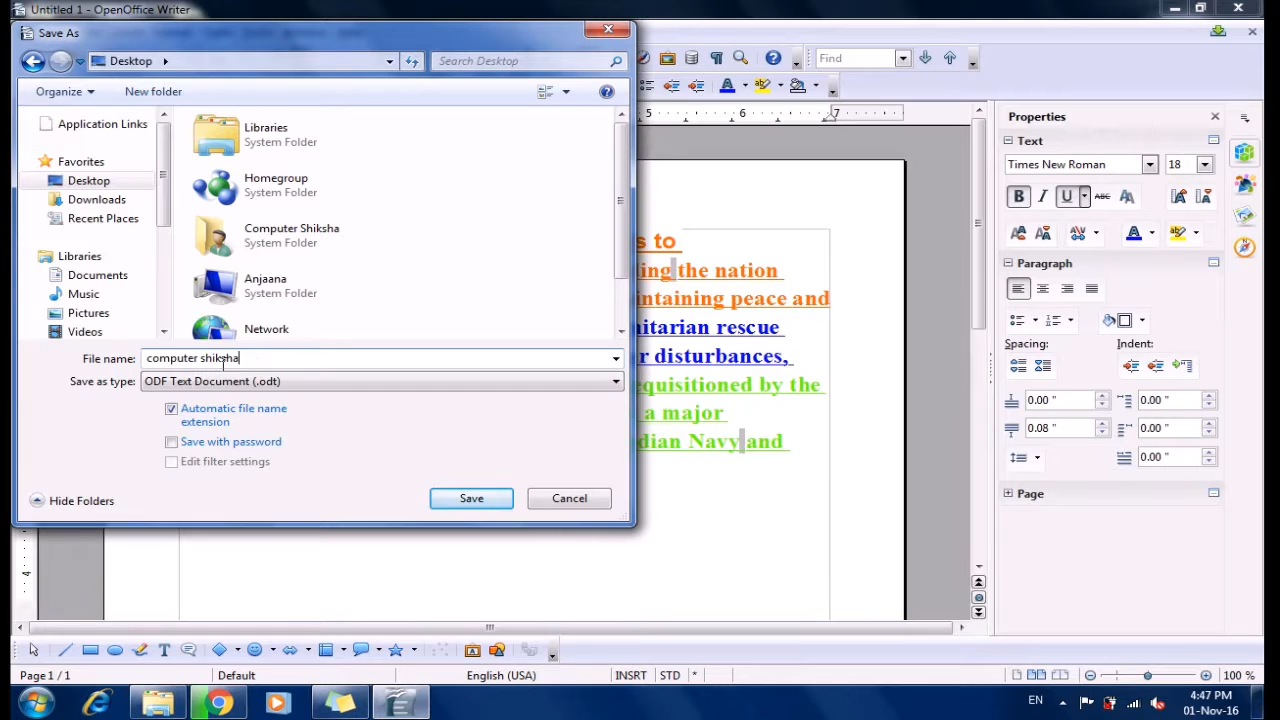 Untitled 1 - OpenOffice Writer
Save As
Desktop
Search Desktop
Find
Organize
New folder
Application Links
Favorites
Desktop
Downloads
Recent Places
Libraries
Documents
Music
Pictures
Videos
Libraries
System Folder
Homegroup
System Folder
Computer Shiksha
System Folder
Anjaana
System Folder
Network
File name: computer shiksha
Save as type: ODF Text Document (.odt)
Automatic file name
extension
Save with password
Edit filter settings
Hide Folders
Save
Cancel
5 6 7
s to
ing the nation
intaining peace and
nitarian rescue
r disturbances,
equisitioned by the
a major
dian Navy and
4
Properties
Text
Times New Roman 18
B I U ABC
Paragraph
Spacing: Indent:
0.00 " 0.00 "
0.08 " 0.00 "
0.00 "
Page
Page 1 / 1 Default English (USA) INSRT STD * 100 %
EN
4:47 PM
01-Nov-16